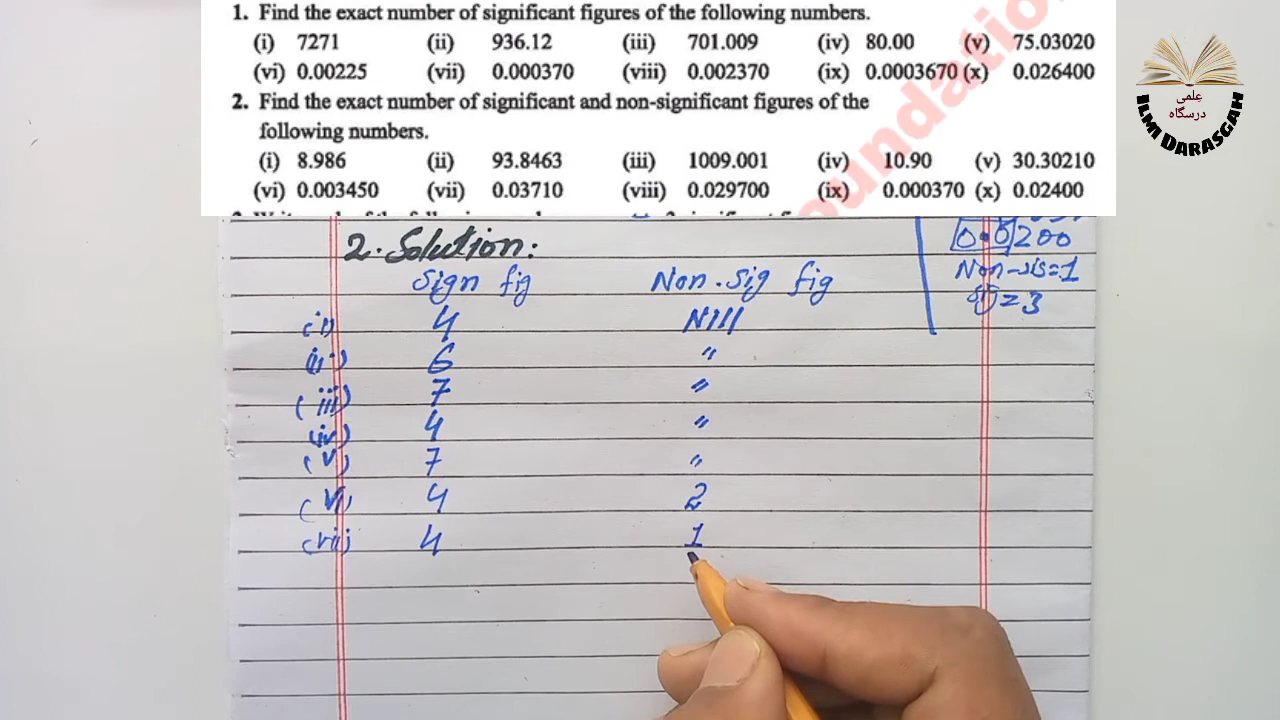 1. Find the exact number of significant figures of the following numbers.
(i) 7271 (ii) 936.12 (iii) 701.009 (iv) 80.00 (v) 75.03020
(vi) 0.00225 (vii) 0.000370 (viii) 0.002370 (ix) 0.0003670 (x) 0.026400
2. Find the exact number of significant and non-significant figures of the
following numbers.
(i) 8.986 (ii) 93.8463 (iii) 1009.001 (iv) 10.90 (v) 30.30210
(vi) 0.003450 (vii) 0.03710 (viii) 0.029700 (ix) 0.000370 (x) 0.02400
علمی
درسگاه
ILMI DARASGAH
oundation
2. Solution:
0.0200
Non-sis=1
=3
Sign fig Non.sig fig
(i) 4 Nill
(ii) 6 "
(iii) 7 "
(iv) 4 "
(v) 7 "
(vi) 4 2
(vii) 4 1